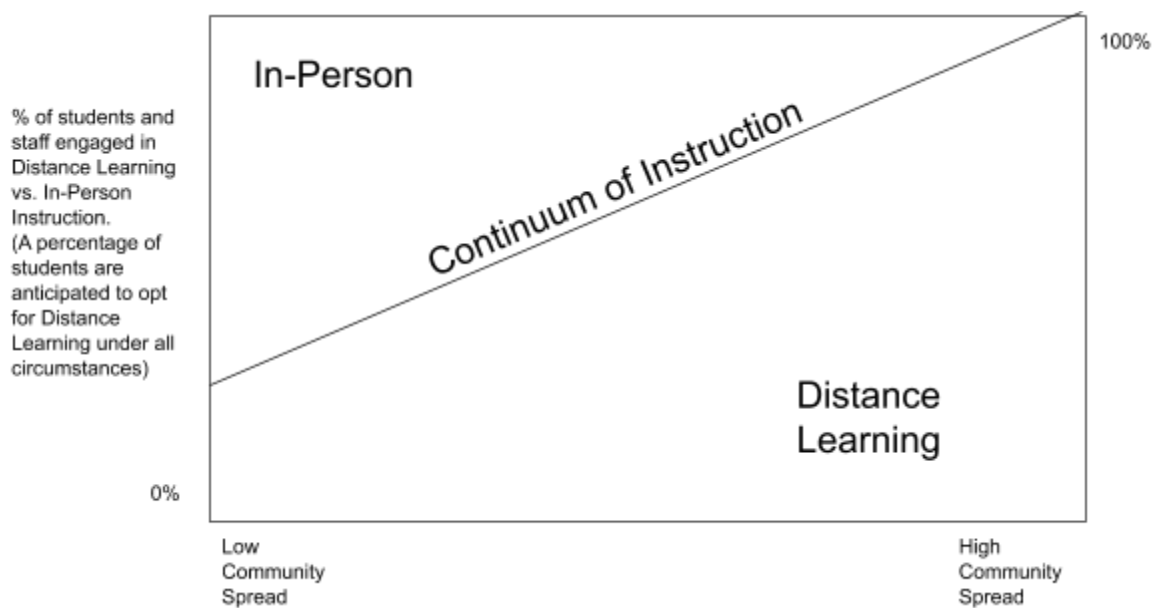 In-Person
100%
Continuum of Instruction
% of students and
staff engaged in
Distance Learning
vs. In-Person
Instruction.
(A percentage of
students are
anticipated to opt
for Distance
Learning under all
circumstances)
Distance
Learning
0%
Low
Community
Spread
High
Community
Spread